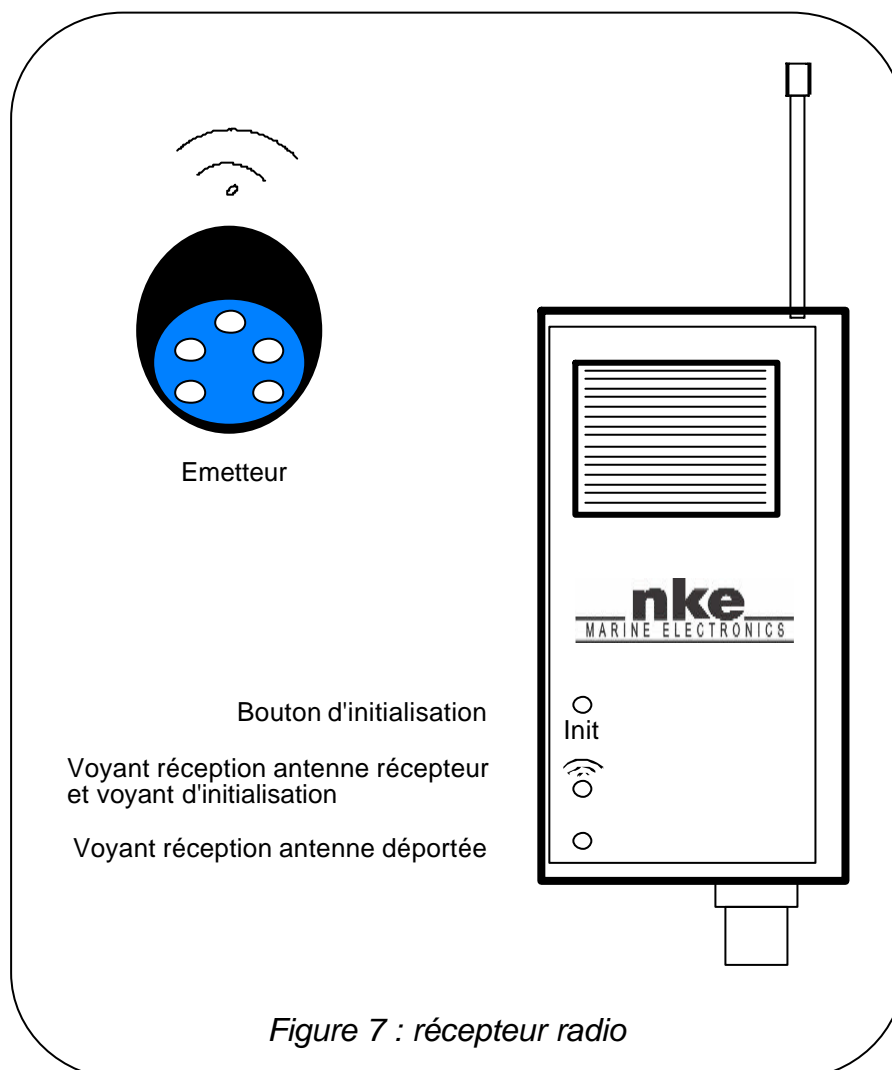 Emetteur
nke
MARINE ELECTRONICS
Bouton d'initialisation
Init
Voyant réception antenne récepteur
et voyant d'initialisation
Voyant réception antenne déportée
Figure 7 : récepteur radio